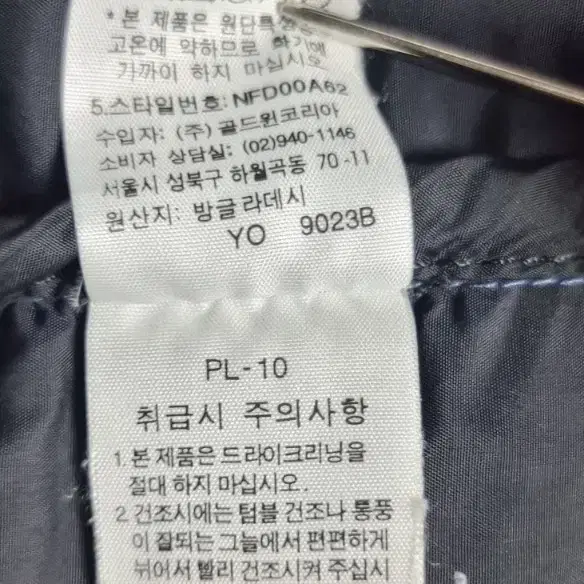 * 본 제품은 원단특성상
고온에 약하므로 화기에
가까이 하지 마십시오.
5.스타일번호: NFD00A62
수입자: (주) 골드윈코리아
소비자 상담실: (02)940-1146
서울시 성북구 하월곡동 70-11
원산지: 방글라데시
YO 9023B
PL-10
취급시 주의사항
1.본 제품은 드라이크리닝을
절대 하지 마십시오.
2.건조시에는 텀블 건조나 통풍
이 잘되는 그늘에서 편편하게
뉘어서 빨리 건조시켜 주십시